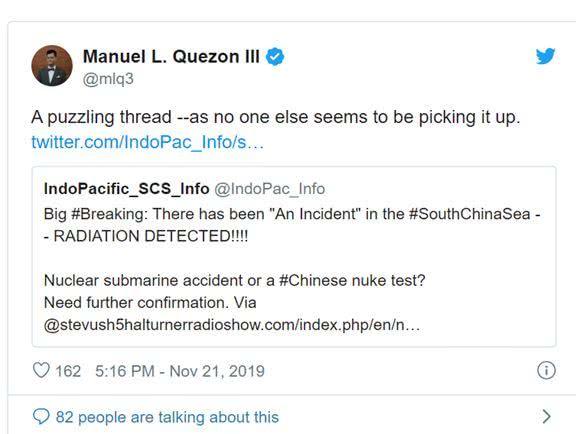 Manuel L. Quezon III
@mlq3
A puzzling thread --as no one else seems to be picking it up.
twitter.com/IndoPac_Info/s…
IndoPacific_SCS_Info @IndoPac_Info
Big #Breaking: There has been "An Incident" in the #SouthChinaSea -
- RADIATION DETECTED!!!!
Nuclear submarine accident or a #Chinese nuke test?
Need further confirmation. Via
@stevush5halturnerradioshow.com/index.php/en/n…
162 5:16 PM - Nov 21, 2019
82 people are talking about this